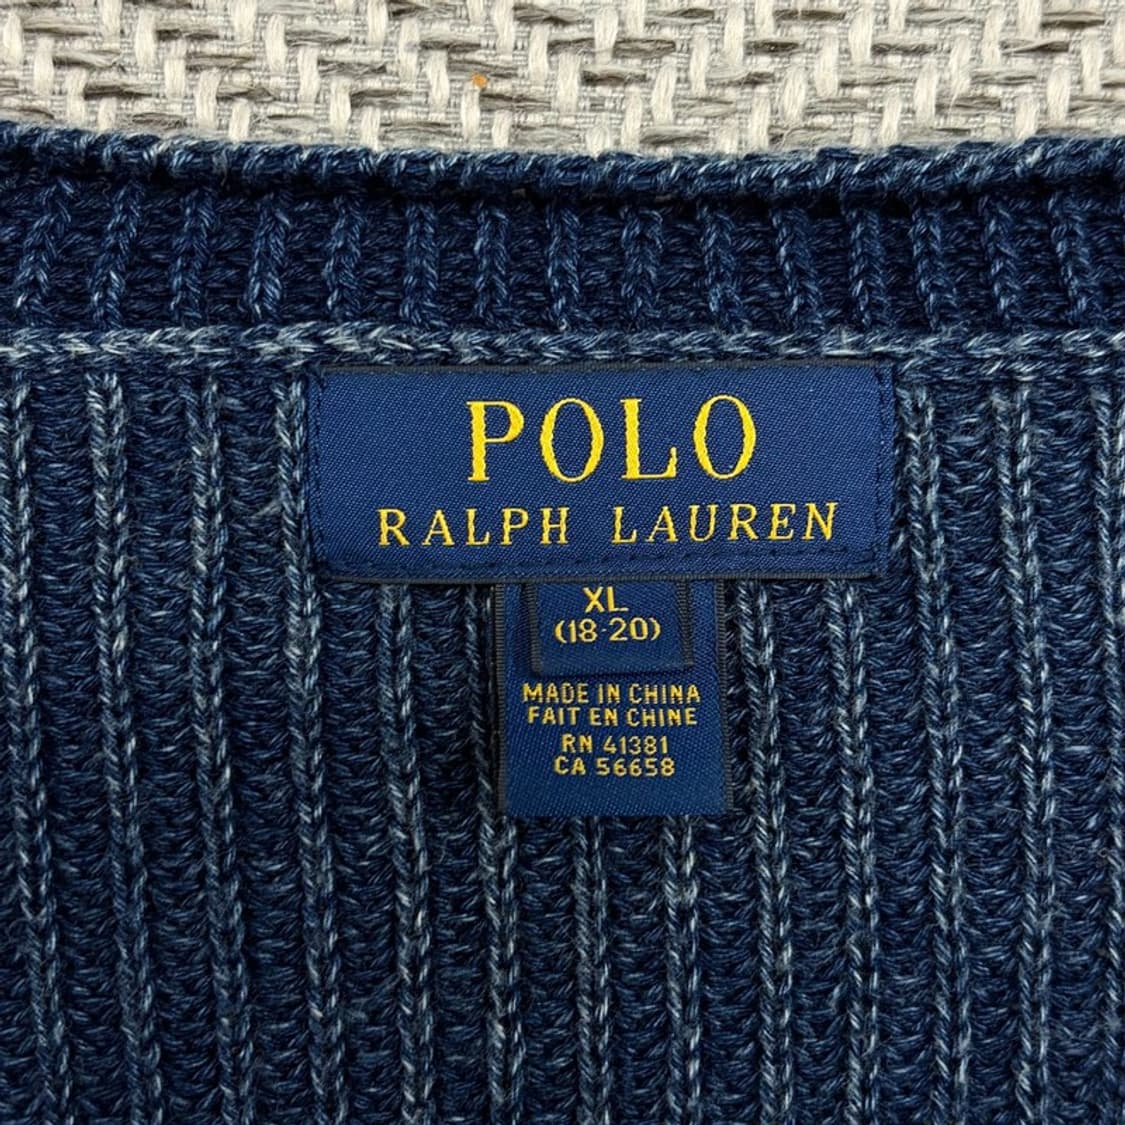 POLO
RALPH LAUREN
XL
(18-20)
MADE IN CHINA
FAIT EN CHINE
RN 41381
CA 56658